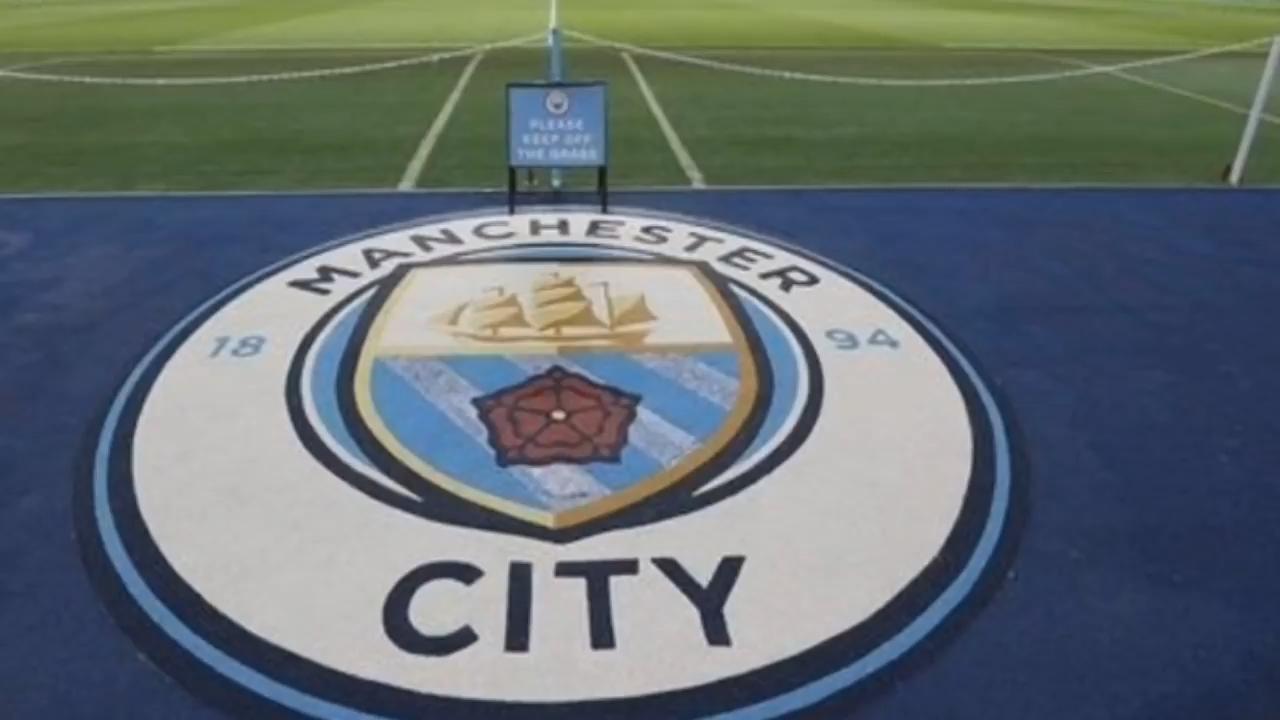 PLEASE
KEEP OFF
THE GRASS
MANCHESTER
18 94
CITY